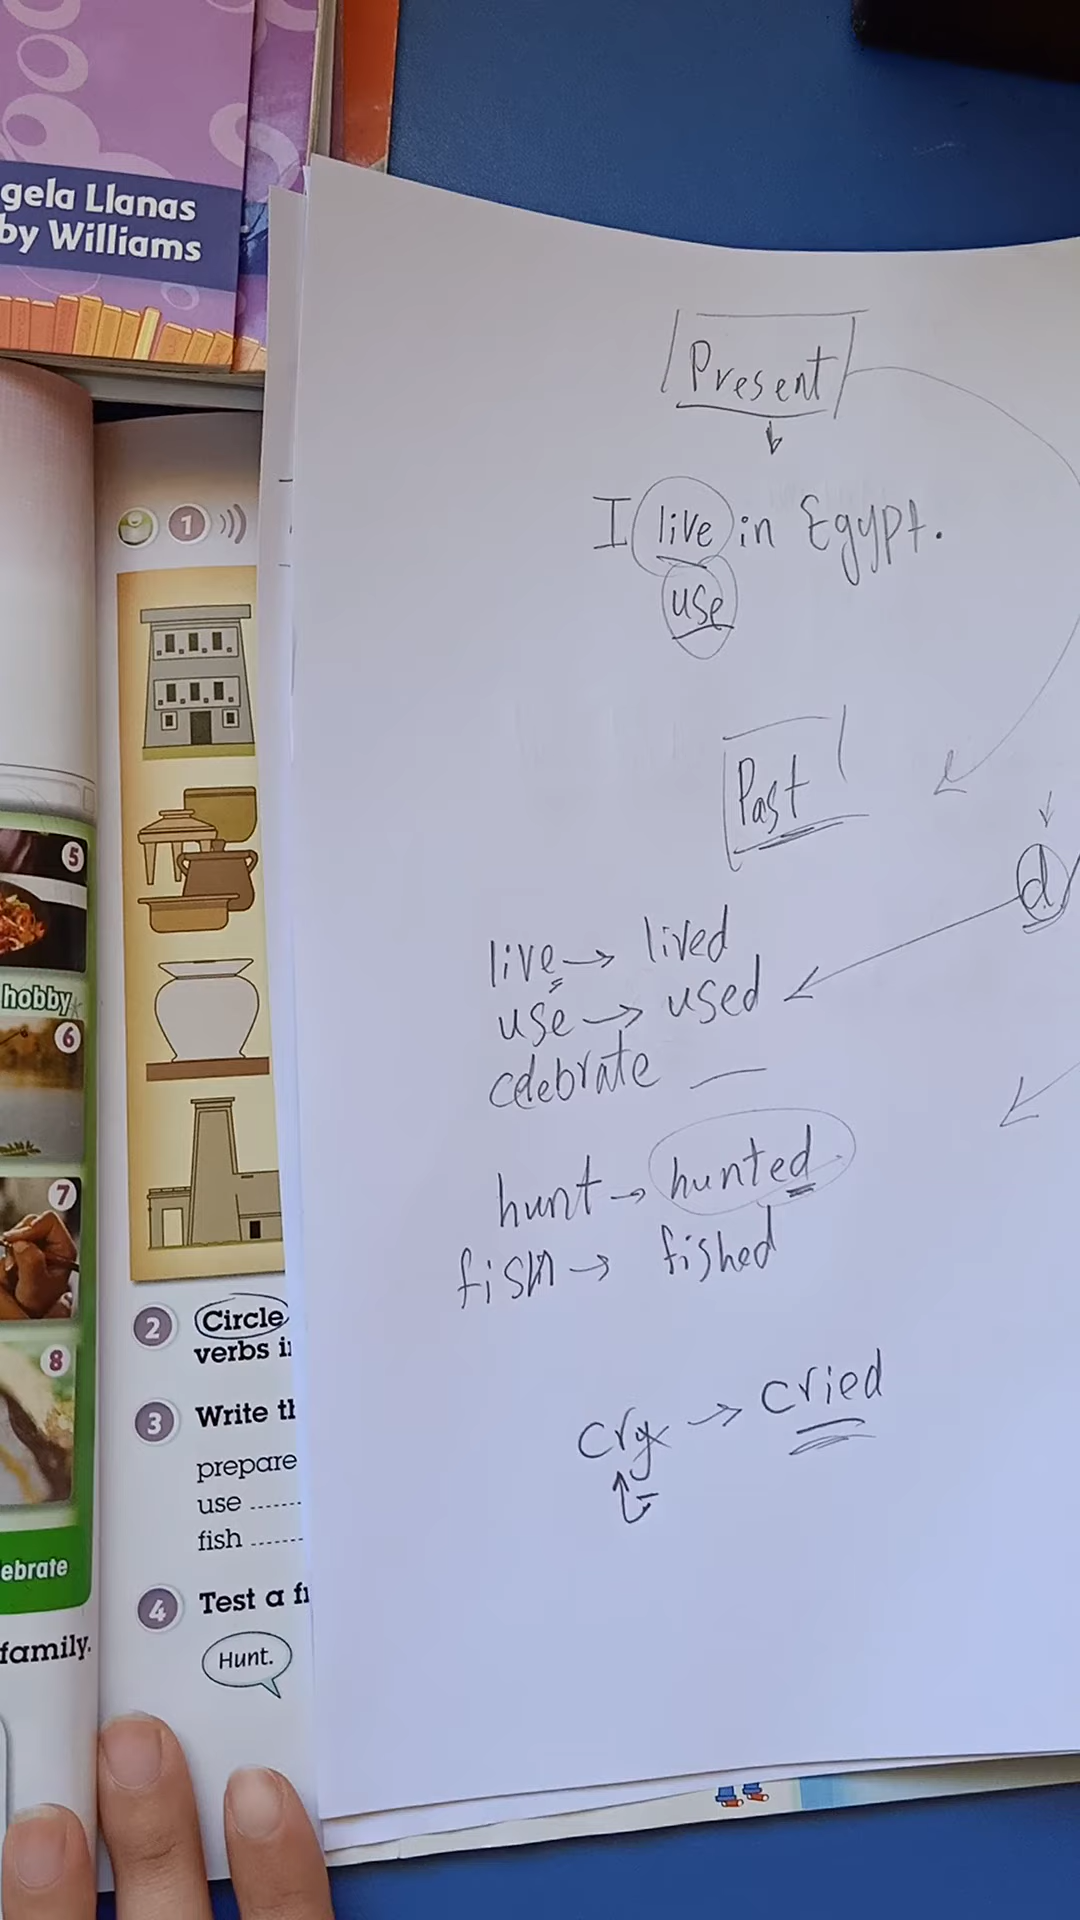 gela Llanas
by Williams
Present
I live in Egypt.
use
Past
d
live → lived
use → used
celebrate
hunt → hunted
fish → fished
cry → cried
1
5
hobby
6
7
8
ebrate
family.
2 Circle
verbs i
3 Write t
prepare
use
fish
4 Test a f
Hunt.